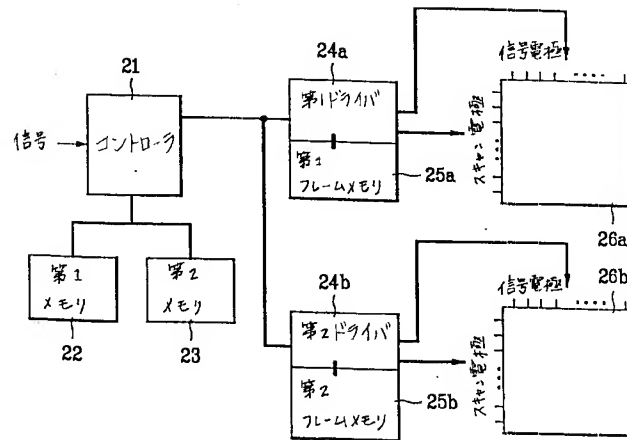 21
信号
コントローラ
第1
メモリ
22
第2
メモリ
23
24a
第1ドライバ
第1
フレームメモリ
25a
信号電極
スキャン電極
26a
24b
第2ドライバ
第2
フレームメモリ
25b
信号電極
スキャン電極
26b